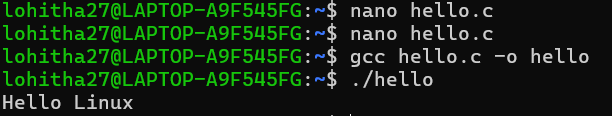 lohitha27@LAPTOP-A9F545FG:~$ nano hello.c
lohitha27@LAPTOP-A9F545FG:~$ nano hello.c
lohitha27@LAPTOP-A9F545FG:~$ gcc hello.c -o hello
lohitha27@LAPTOP-A9F545FG:~$ ./hello
Hello Linux